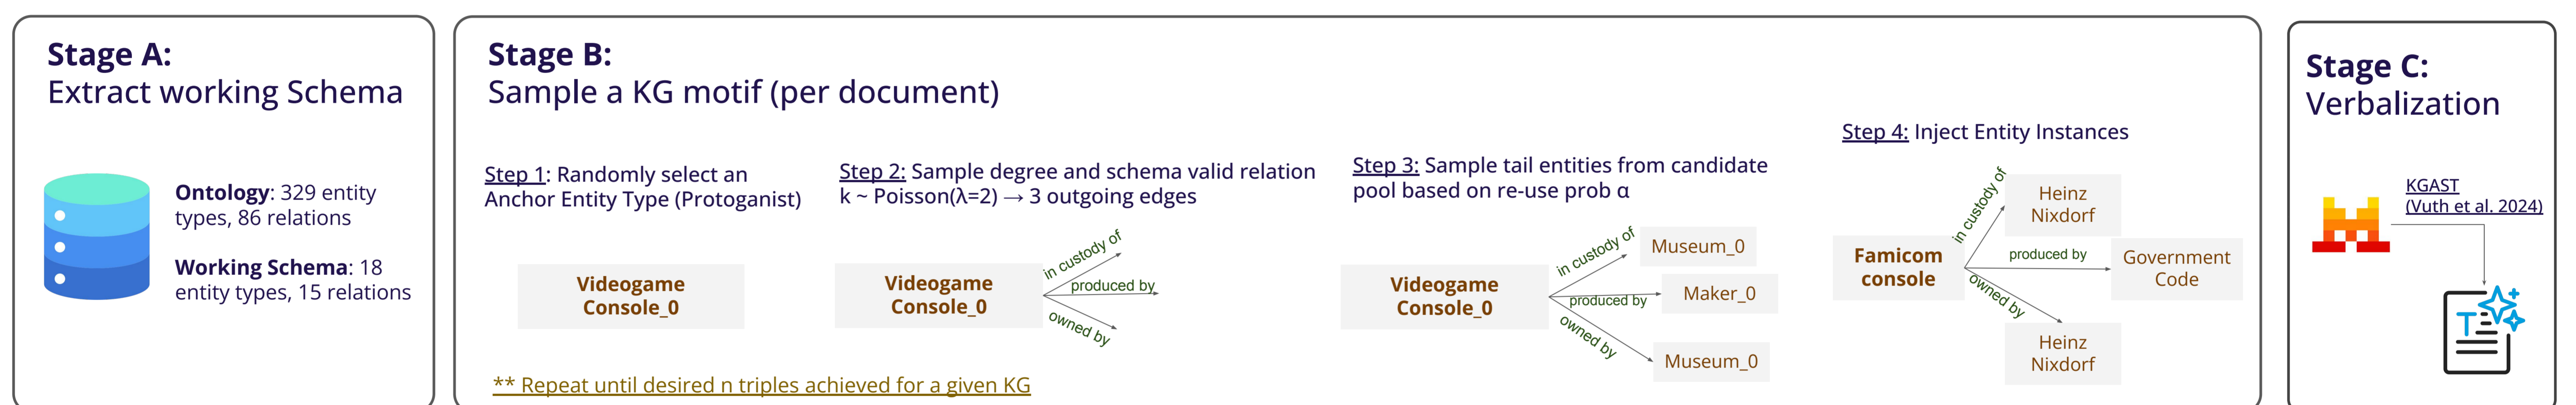 Stage A:
Extract working Schema
Ontology: 329 entity
types, 86 relations
Working Schema: 18
entity types, 15 relations
Stage B:
Sample a KG motif (per document)
Step 1: Randomly select an
Anchor Entity Type (Protoganist)
Videogame
Console_0
Step 2: Sample degree and schema valid relation
k ~ Poisson(λ=2) → 3 outgoing edges
Videogame
Console_0
in custody of
produced by
owned by
Step 3: Sample tail entities from candidate
pool based on re-use prob α
Videogame
Console_0
in custody of
produced by
owned by
Museum_0
Maker_0
Museum_0
Step 4: Inject Entity Instances
Famicom
console
in custody of
produced by
owned by
Heinz
Nixdorf
Government
Code
Heinz
Nixdorf
** Repeat until desired n triples achieved for a given KG
Stage C:
Verbalization
KGAST
(Vuth et al. 2024)
T